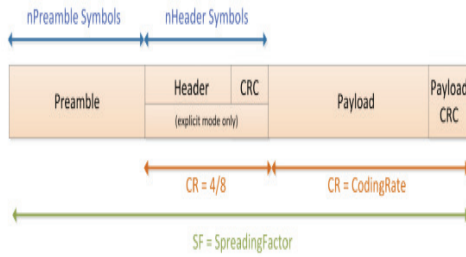 nPreamble Symbols nHeader Symbols
Preamble Header CRC Payload Payload CRC
(explicit mode only)
CR = 4/8 CR = CodingRate
SF = SpreadingFactor